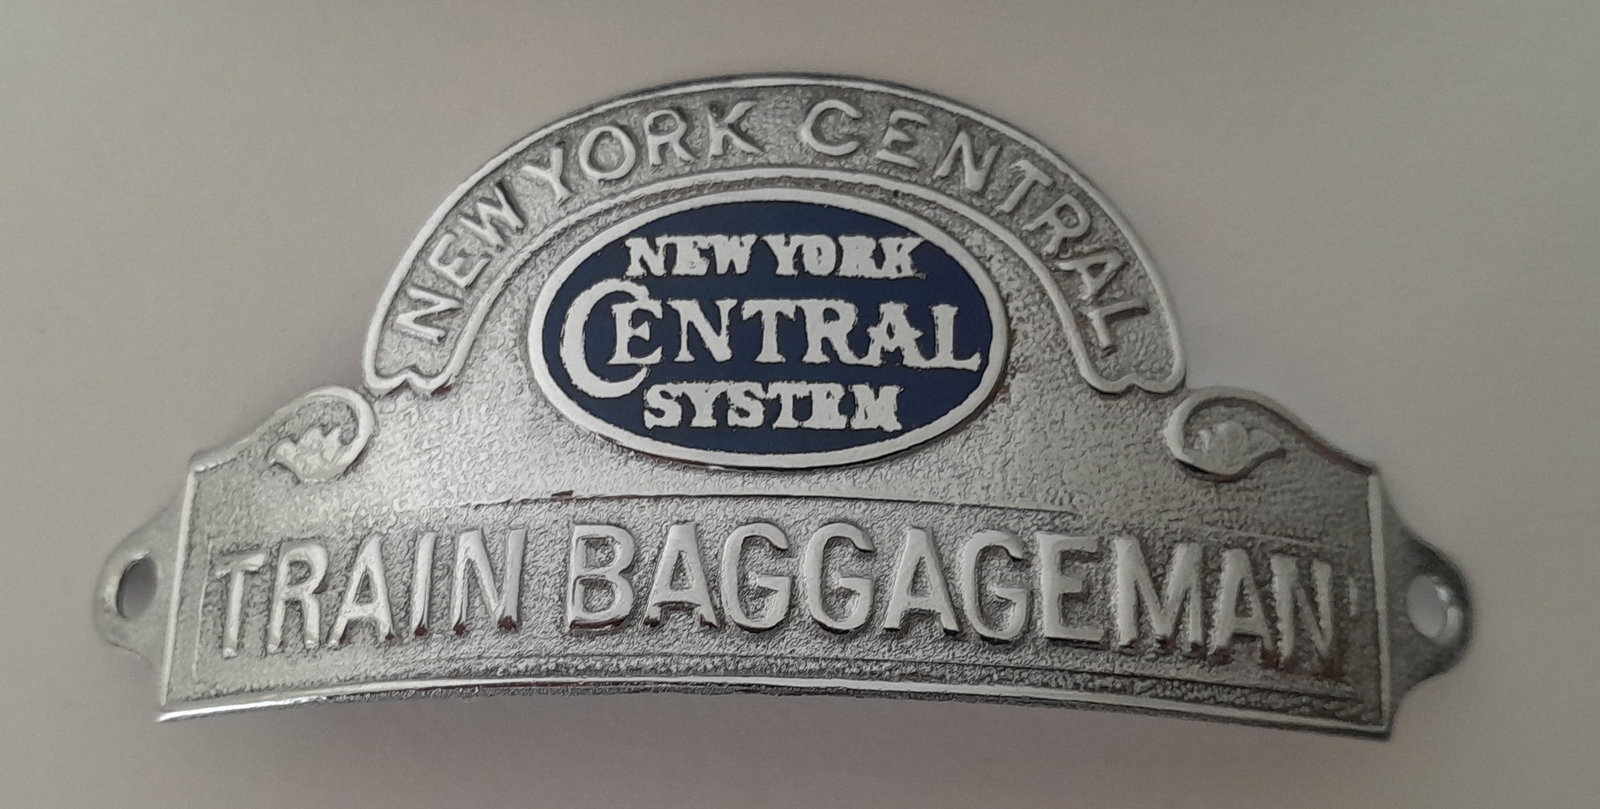 NEW YORK CENTRAL
NEW YORK
CENTRAL
SYSTEM
TRAIN BAGGAGEMAN